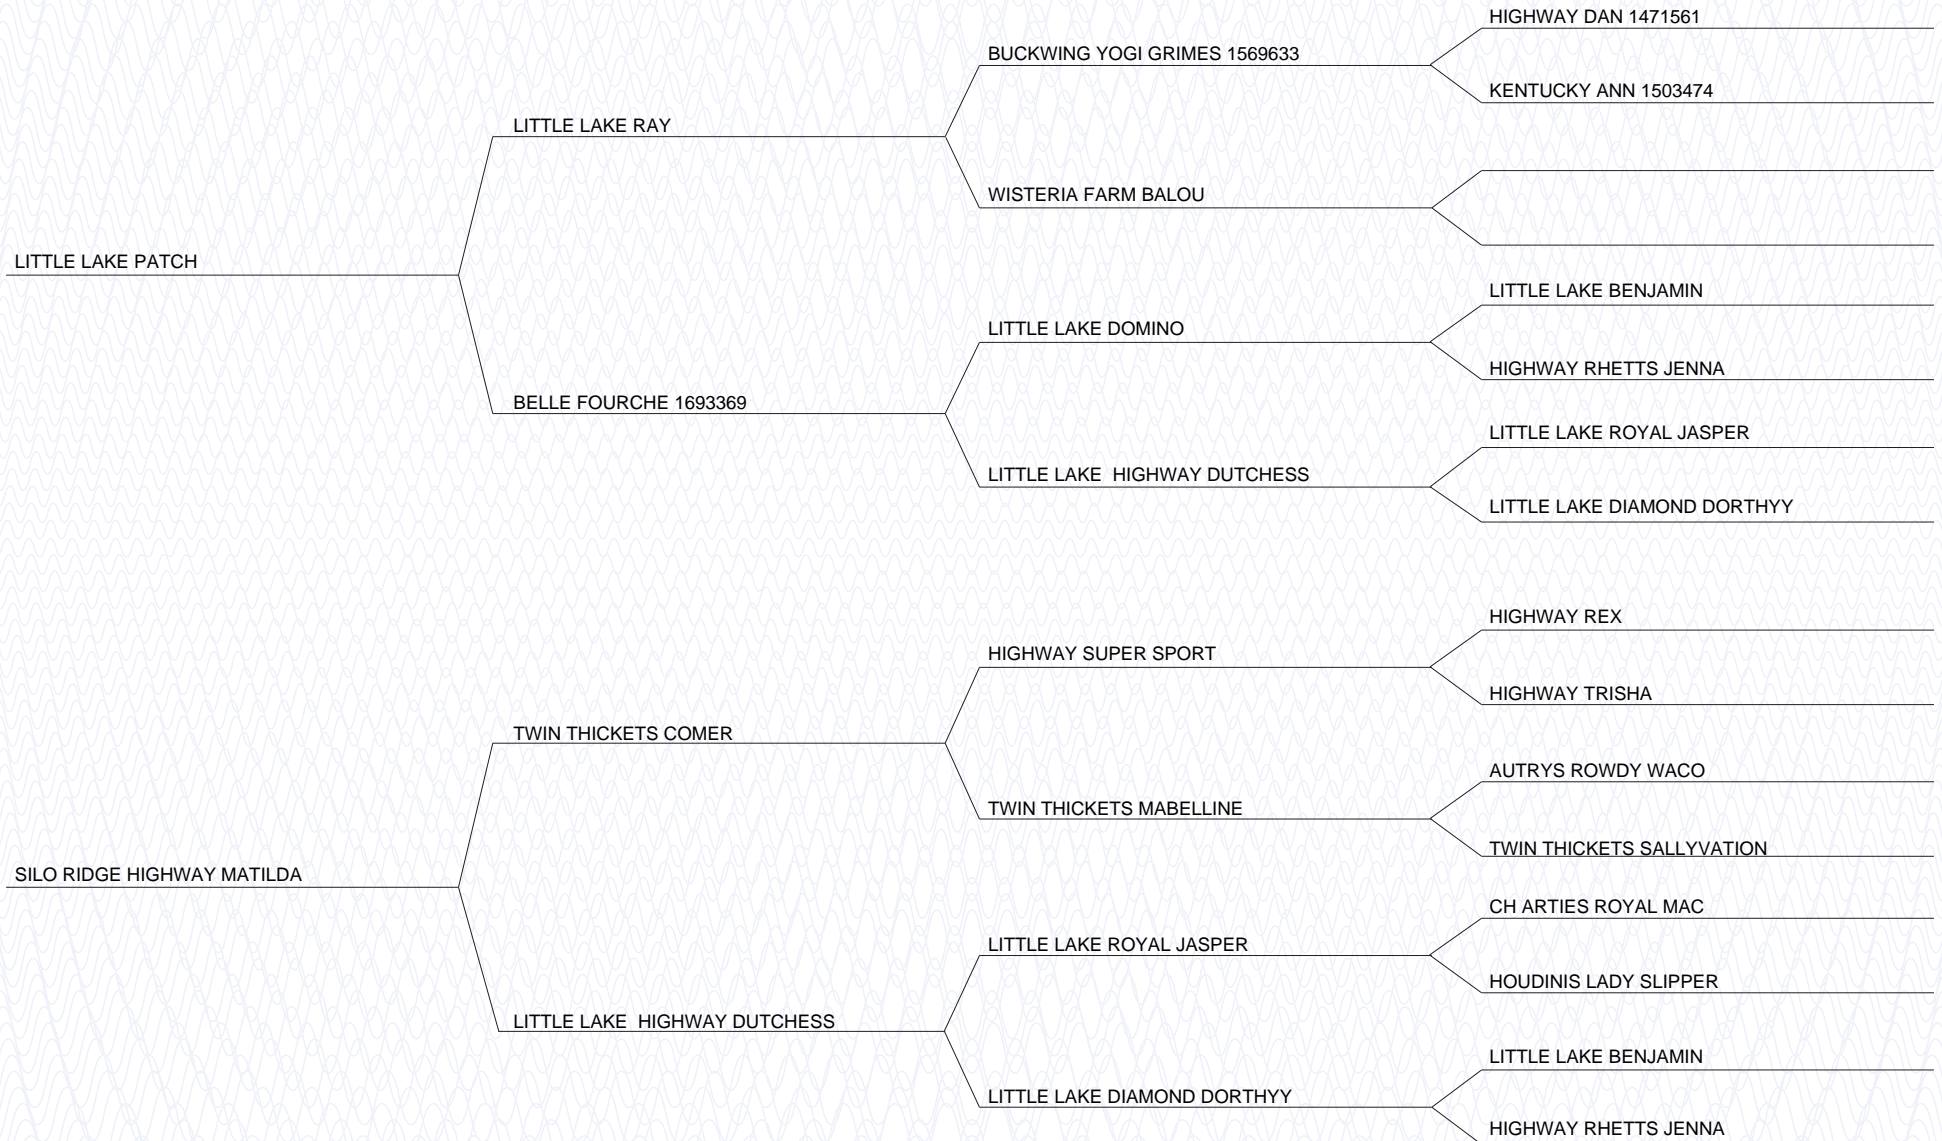 HIGHWAY DAN 1471561
BUCKWING YOGI GRIMES 1569633
KENTUCKY ANN 1503474
LITTLE LAKE RAY
WISTERIA FARM BALOU
LITTLE LAKE PATCH
LITTLE LAKE BENJAMIN
LITTLE LAKE DOMINO
HIGHWAY RHETTS JENNA
BELLE FOURCHE 1693369
LITTLE LAKE ROYAL JASPER
LITTLE LAKE  HIGHWAY DUTCHESS
LITTLE LAKE DIAMOND DORTHYY
HIGHWAY REX
HIGHWAY SUPER SPORT
HIGHWAY TRISHA
TWIN THICKETS COMER
AUTRYS ROWDY WACO
TWIN THICKETS MABELLINE
TWIN THICKETS SALLYVATION
SILO RIDGE HIGHWAY MATILDA
CH ARTIES ROYAL MAC
LITTLE LAKE ROYAL JASPER
HOUDINIS LADY SLIPPER
LITTLE LAKE  HIGHWAY DUTCHESS
LITTLE LAKE BENJAMIN
LITTLE LAKE DIAMOND DORTHYY
HIGHWAY RHETTS JENNA